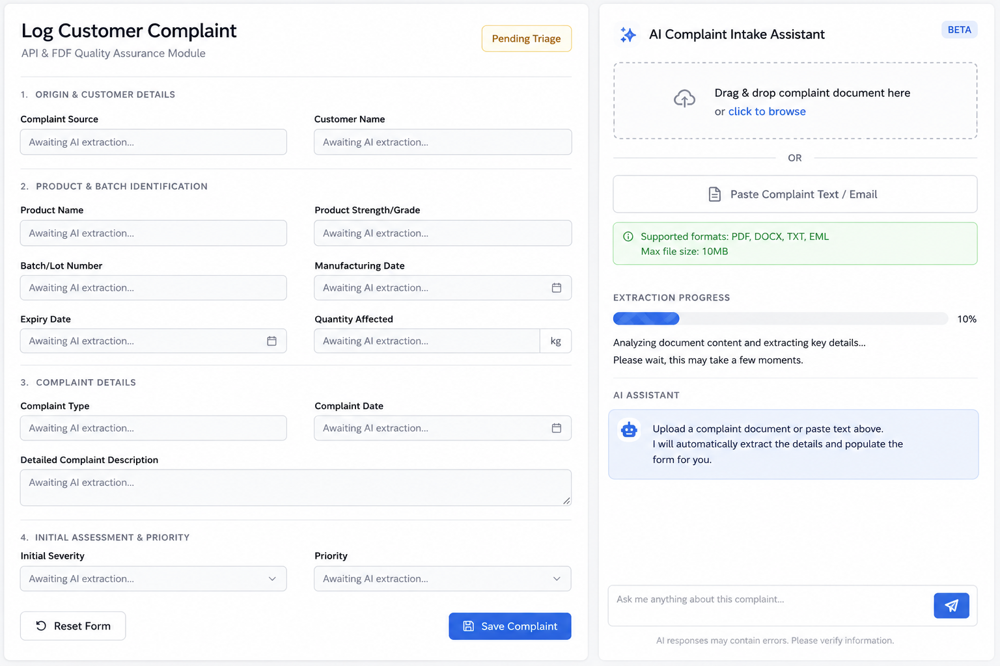 Log Customer Complaint
API & FDF Quality Assurance Module
Pending Triage
1. ORIGIN & CUSTOMER DETAILS
Complaint Source
Customer Name
Awaiting AI extraction...
Awaiting AI extraction...
2. PRODUCT & BATCH IDENTIFICATION
Product Name
Product Strength/Grade
Awaiting AI extraction...
Awaiting AI extraction...
Batch/Lot Number
Manufacturing Date
Awaiting AI extraction...
Awaiting AI extraction...
Expiry Date
Quantity Affected
Awaiting AI extraction...
Awaiting AI extraction...
kg
3. COMPLAINT DETAILS
Complaint Type
Complaint Date
Awaiting AI extraction...
Awaiting AI extraction...
Detailed Complaint Description
Awaiting AI extraction...
4. INITIAL ASSESSMENT & PRIORITY
Initial Severity
Priority
Awaiting AI extraction...
Awaiting AI extraction...
Reset Form
Save Complaint
AI Complaint Intake Assistant
BETA
Drag & drop complaint document here
or click to browse
OR
Paste Complaint Text / Email
Supported formats: PDF, DOCX, TXT, EML
Max file size: 10MB
EXTRACTION PROGRESS
10%
Analyzing document content and extracting key details...
Please wait, this may take a few moments.
AI ASSISTANT
Upload a complaint document or paste text above.
I will automatically extract the details and populate the
form for you.
Ask me anything about this complaint...
AI responses may contain errors. Please verify information.